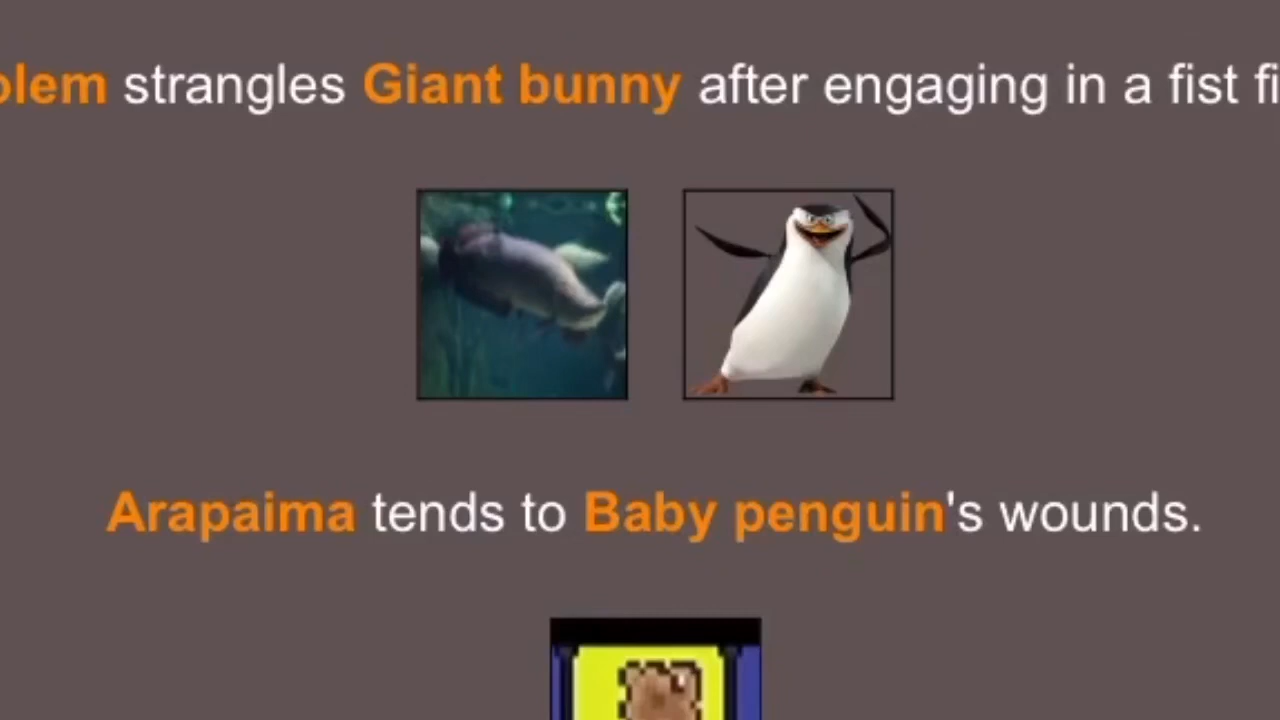 olem strangles Giant bunny after engaging in a fist fi
Arapaima tends to Baby penguin's wounds.